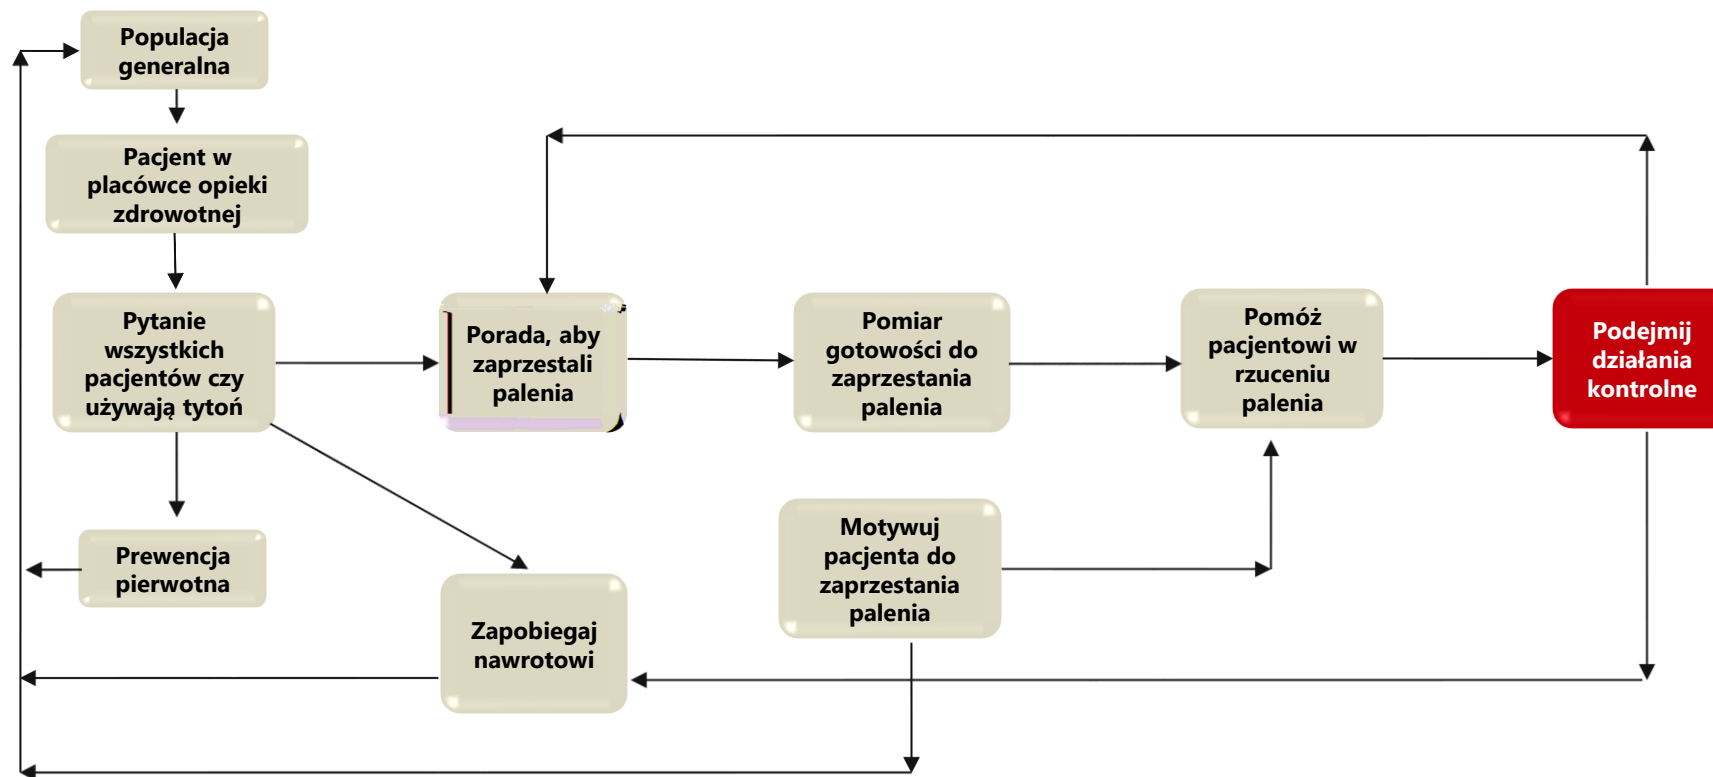 Populacja
generalna
Pacjent w
placówce opieki
zdrowotnej
Pytanie
wszystkich
pacjentów czy
używają tytoń
Porada, aby
zaprzestali
palenia
Pomiar
gotowości do
zaprzestania
palenia
Pomóż
pacjentowi w
rzuceniu
palenia
Podejmij
działania
kontrolne
Prewencja
pierwotna
Zapobiegaj
nawrotowi
Motywuj
pacjenta do
zaprzestania
palenia